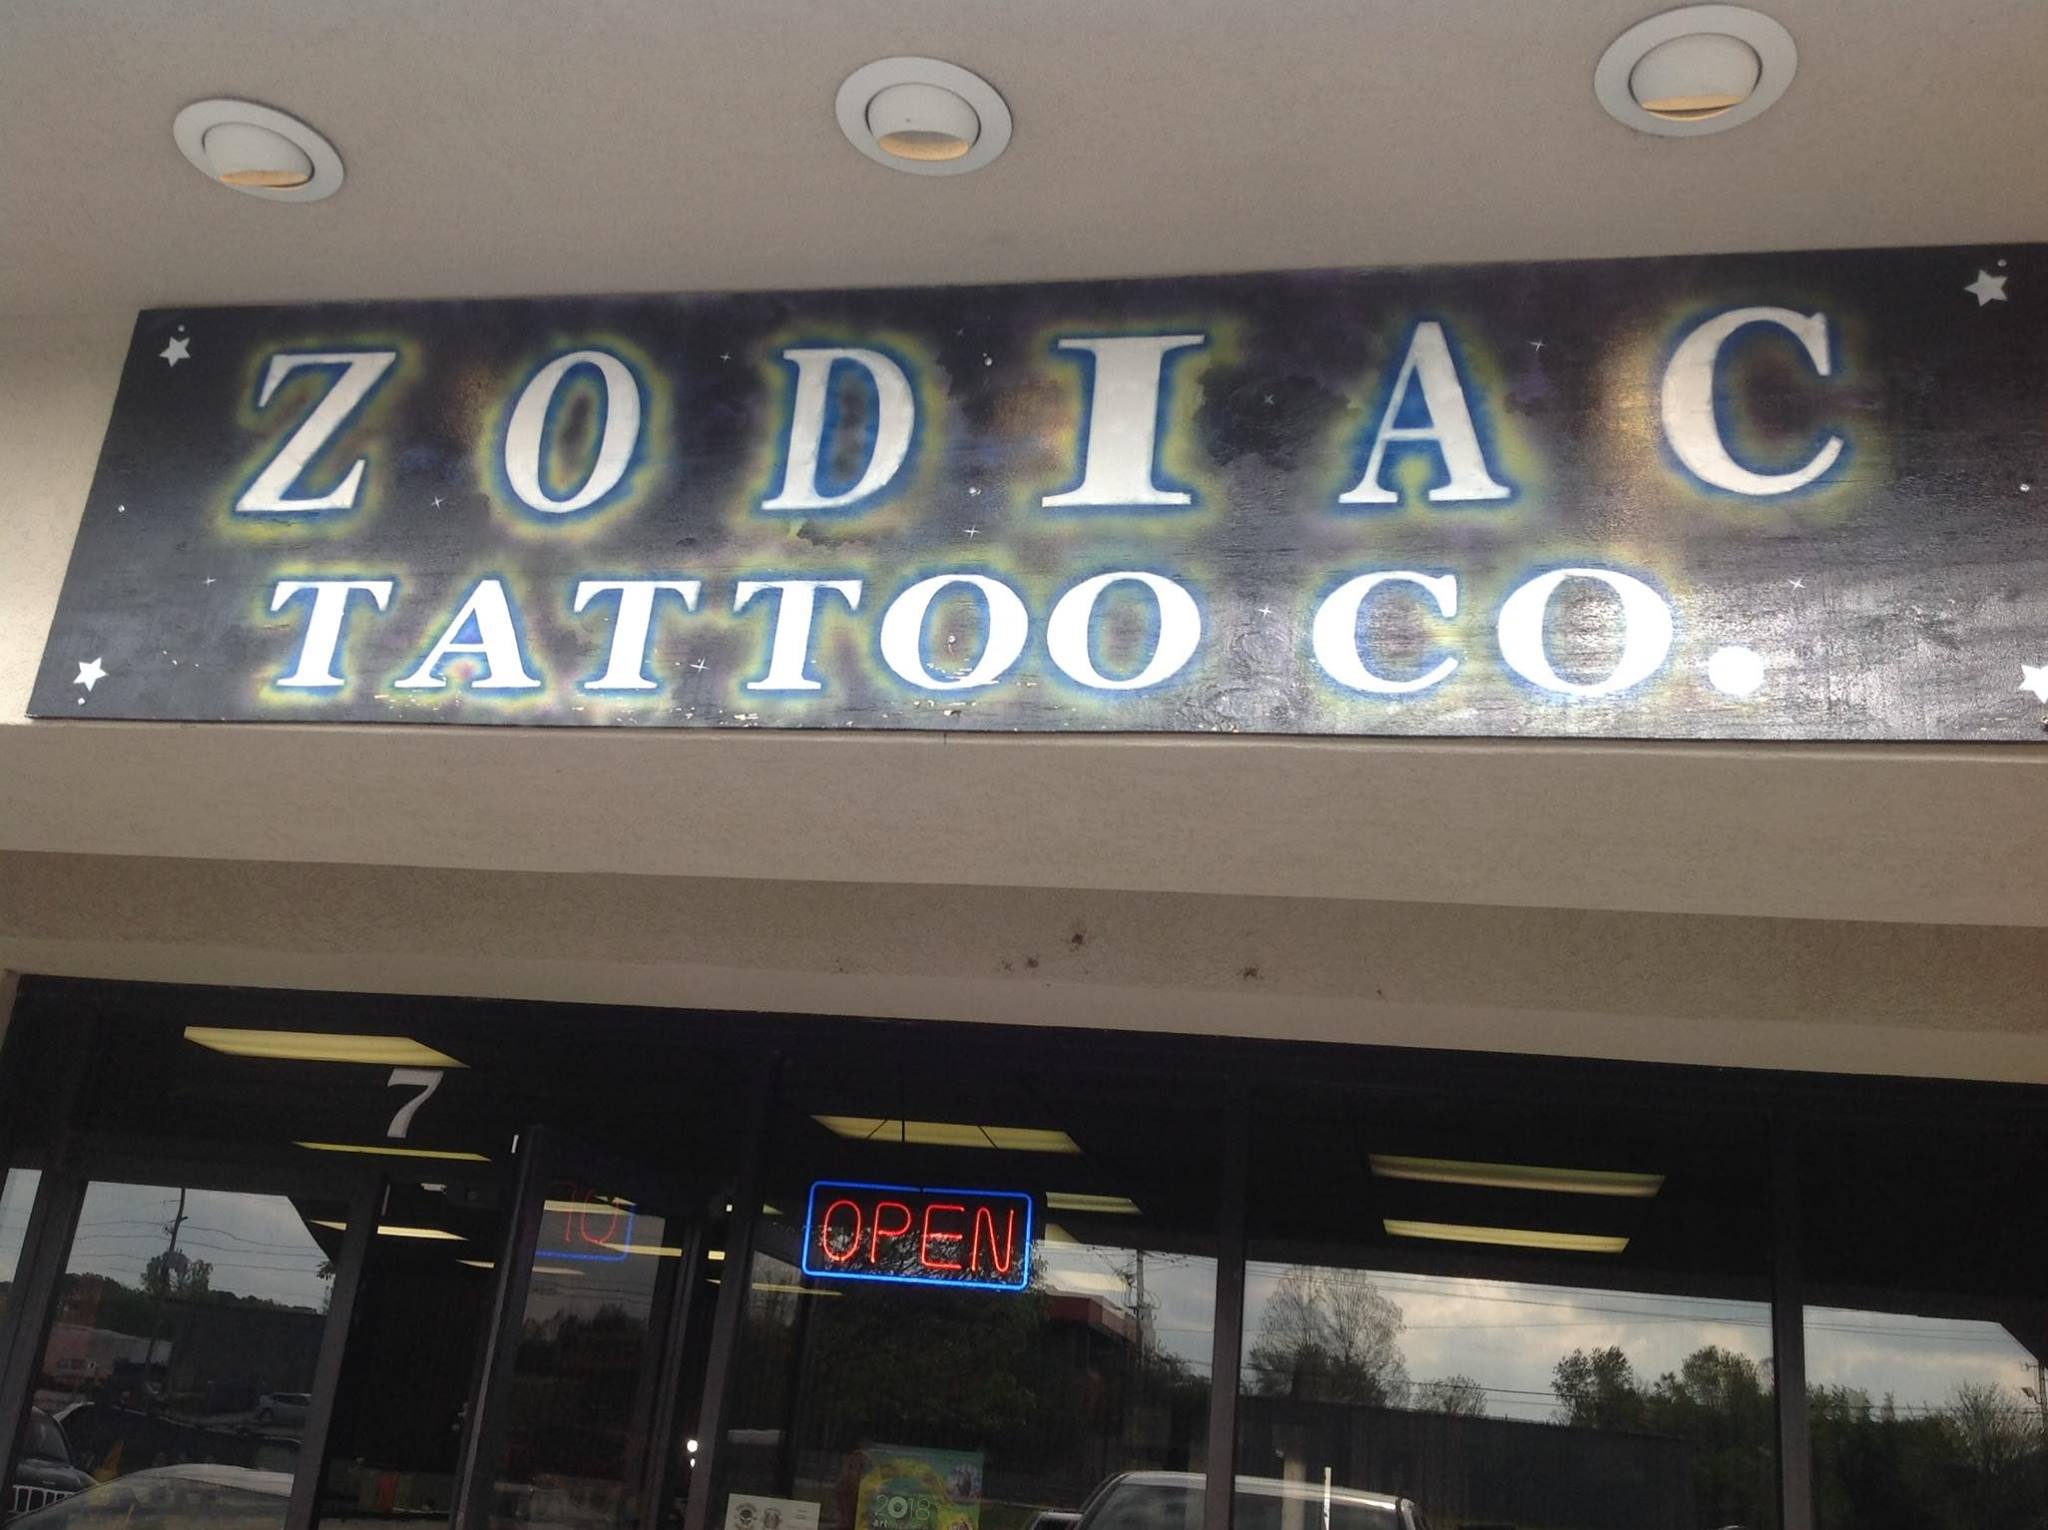 ZODIAC
TATTOO CO.
7
OPEN
2018